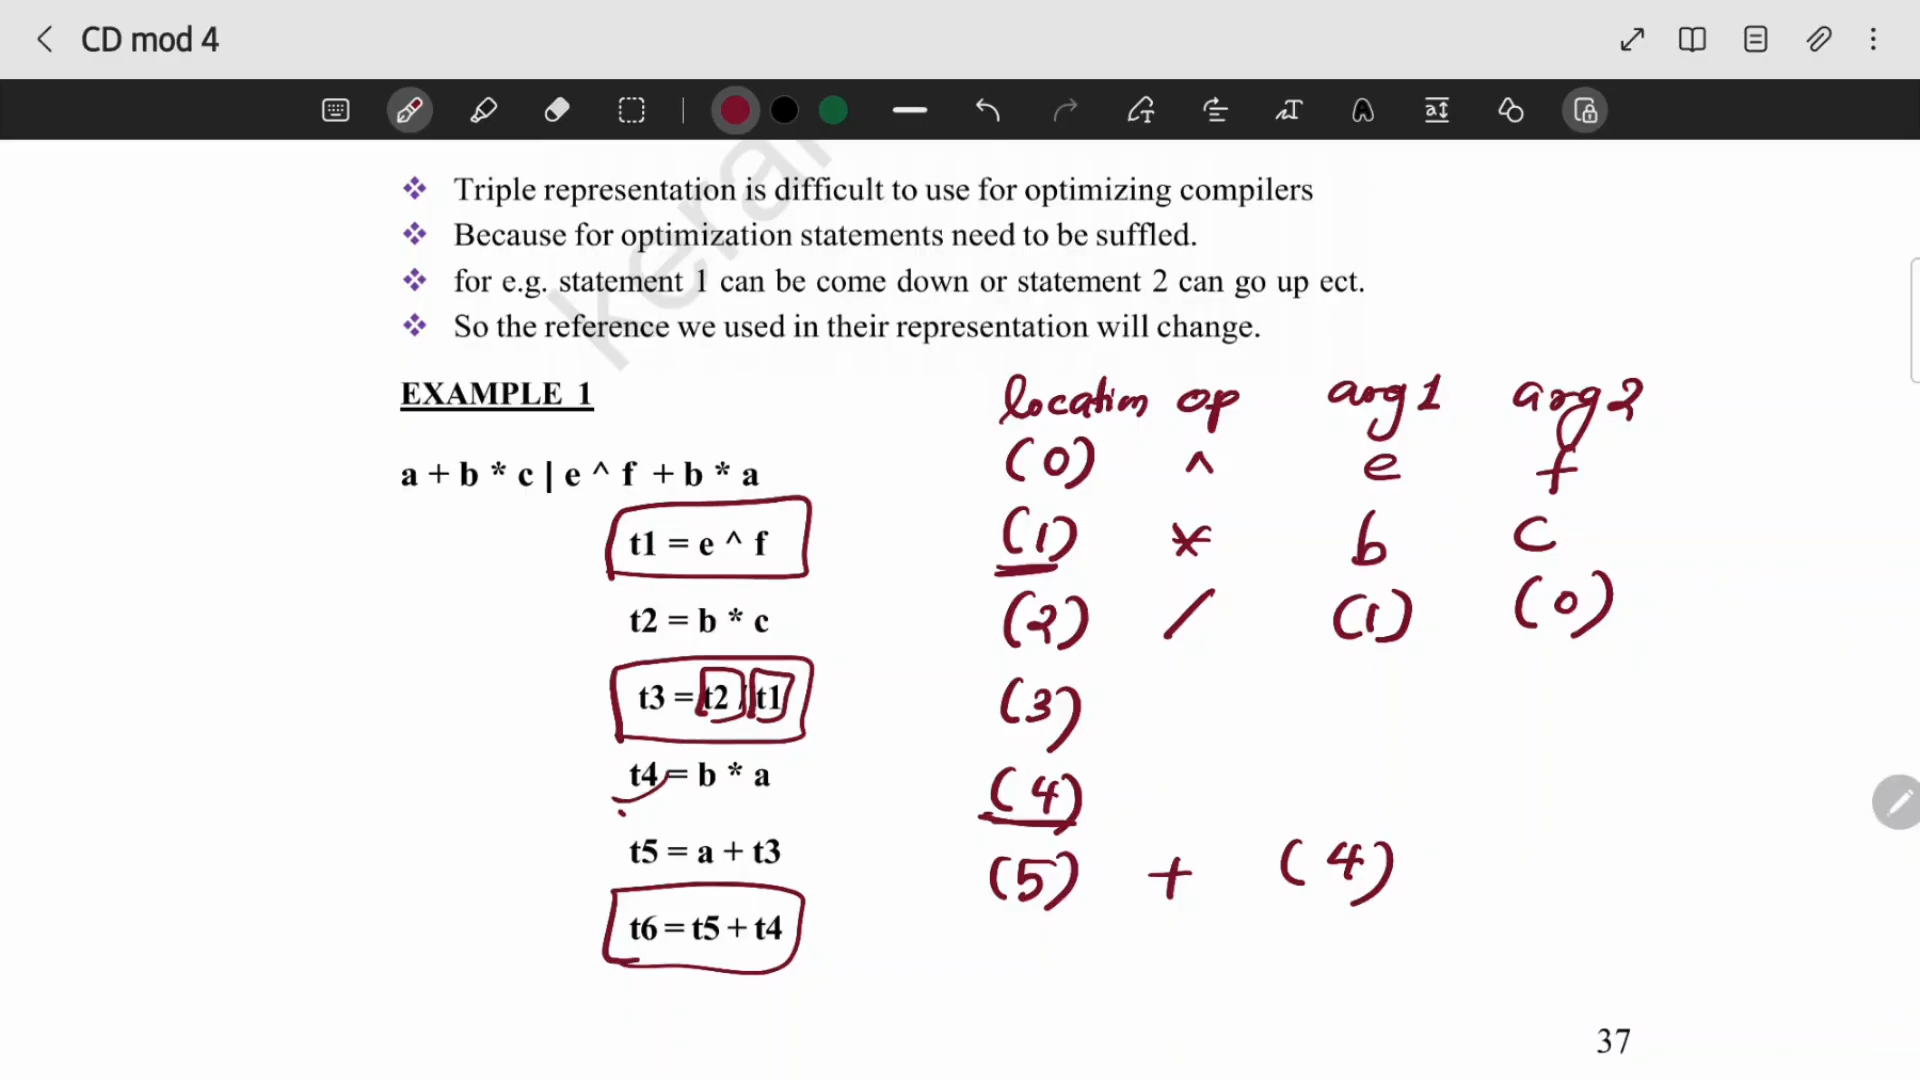 CD mod 4
Triple representation is difficult to use for optimizing compilers
Because for optimization statements need to be suffled.
for e.g. statement 1 can be come down or statement 2 can go up ect.
So the reference we used in their representation will change.
EXAMPLE 1
a + b * c | e ^ f + b * a
t1 = e ^ f
t2 = b * c
t3 = t2 / t1
t4 = b * a
t5 = a + t3
t6 = t5 + t4
location op arg 1 arg 2
(0) ^ e f
(1) * b c
(2) / (1) (0)
(3)
(4)
(5) + (4)
37